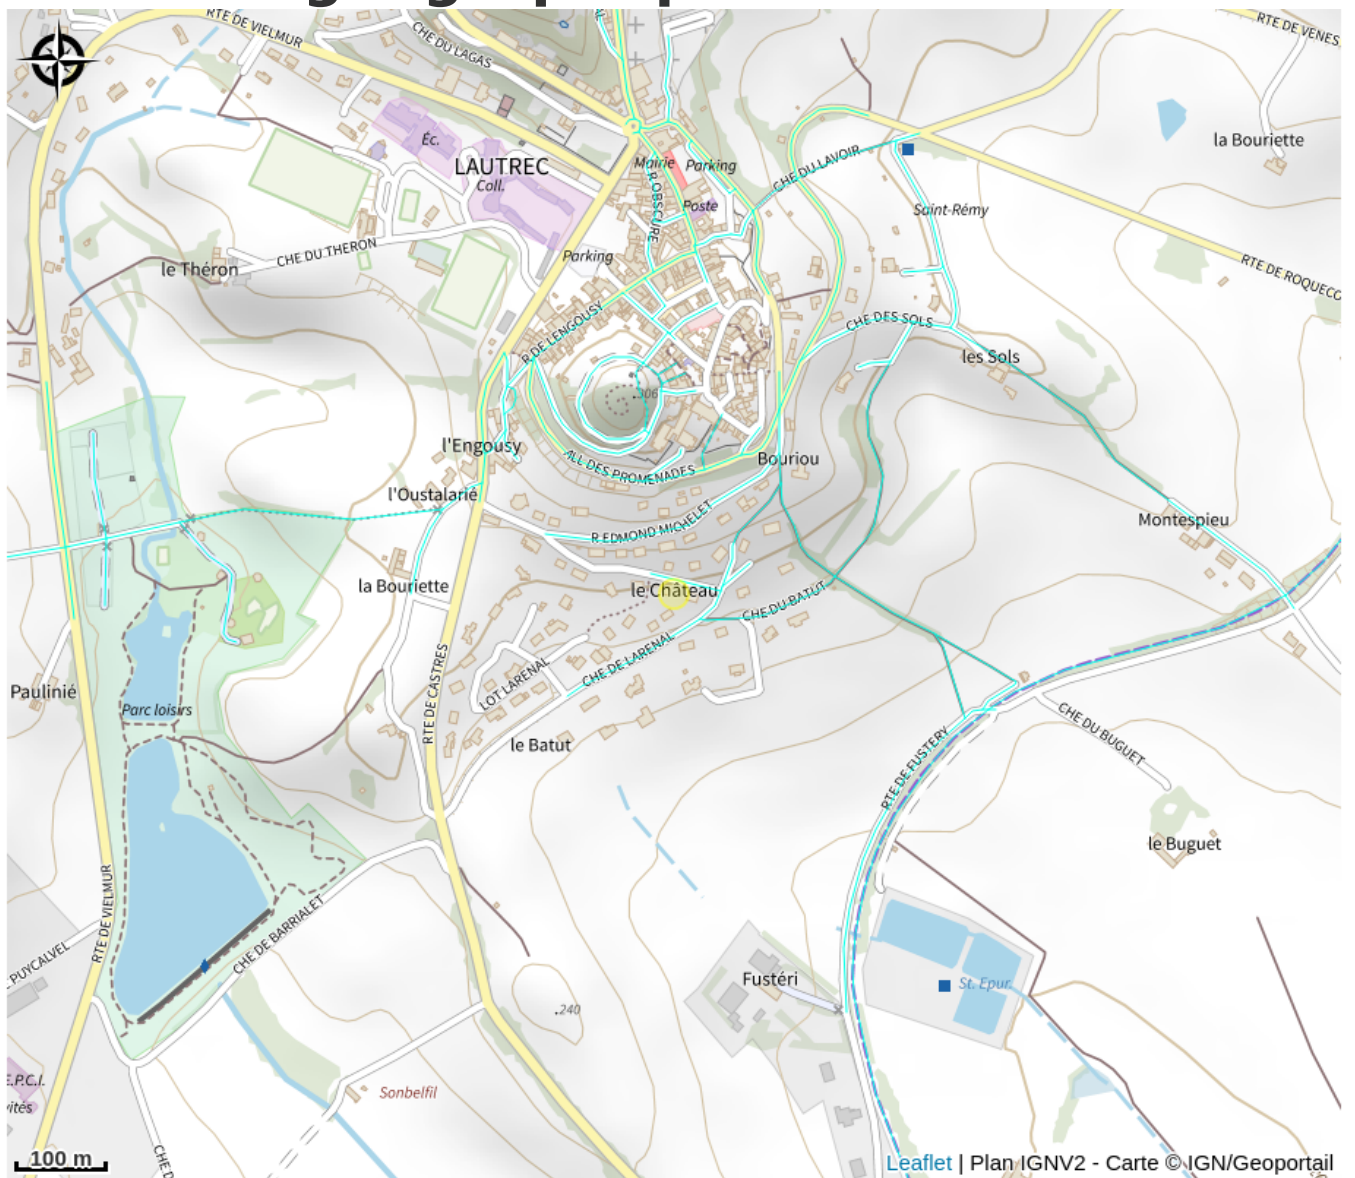 RTE DE VIELMUR
CHE DU LAGAS
RTE DE VENES
Éc.
LAUTREC
Coll.
Mairie
Parking
R OBSCURE
Poste
CHE DU LAVOIR
la Bouriette
Saint-Rémy
Parking
CHE DU THERON
le Théron
RTE DE ROQUECO
R DE LENGOUSY
CHE DES SOLS
les Sols
306
l'Engousy
ALL DES PROMENADES
Bouriou
l'Oustalarié
R EDMOND MICHELET
Montespieu
la Bouriette
le Château
CHE DU BATUT
CHE DE LARENAL
LOT LARENAL
RTE DE CASTRES
Paulinié
Parc loisirs
le Batut
CHE DU BUGUET
RTE DE FUSTERY
le Buguet
RTE DE VIELMUR
CHE DE BARRIALET
PUYCALVEL
Fustéri
St. Epur.
240
E.P.C.I.
vités
Sonbelfil
CHE D
100 m
Leaflet | Plan IGNV2 - Carte © IGN/Geoportail